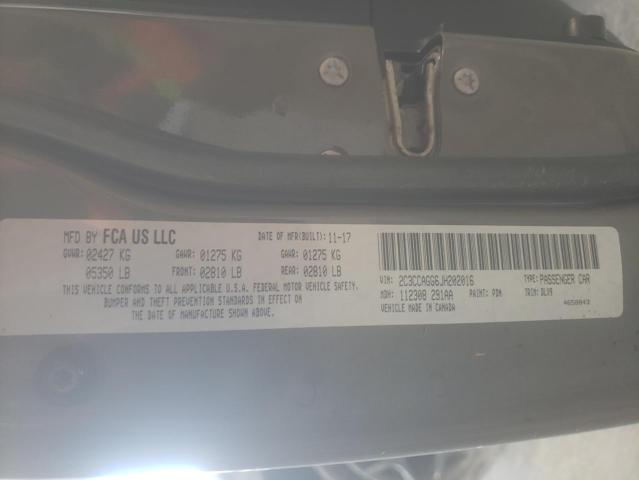 MFD BY FCA US LLC DATE OF MFR(BUILT): 11-17
GVWR: 02427 KG GAWR: 01275 KG GAWR: 01275 KG
05350 LB FRONT: 02810 LB REAR: 02810 LB
THIS VEHICLE CONFORMS TO ALL APPLICABLE U.S.A. FEDERAL MOTOR VEHICLE SAFETY,
BUMPER AND THEFT PREVENTION STANDARDS IN EFFECT ON
THE DATE OF MANUFACTURE SHOWN ABOVE.
VIN: 2C3CCAGG6JH202016 TYPE: PASSENGER CAR
MDH: 112308 291AA PAINT: PDN TRIM: DLX9
VEHICLE MADE IN CANADA 4658043